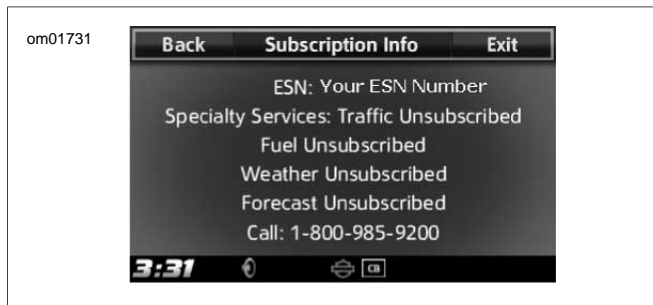 om01731
Back Subscription Info Exit
ESN: Your ESN Number
Specialty Services: Traffic Unsubscribed
Fuel Unsubscribed
Weather Unsubscribed
Forecast Unsubscribed
Call: 1-800-985-9200
3:31 CB